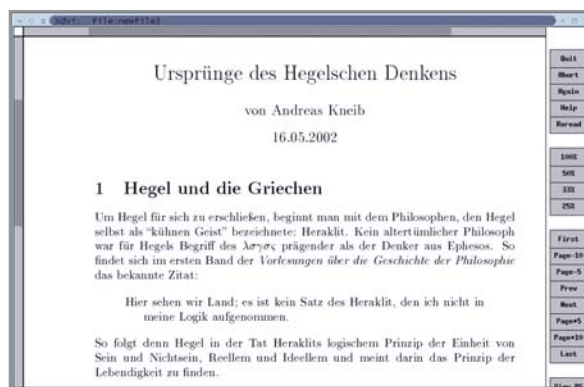 Xdvi: File:newfile1
Ursprünge des Hegelschen Denkens
von Andreas Kneib
16.05.2002
1 Hegel und die Griechen
Um Hegel für sich zu erschließen, beginnt man mit dem Philosophen, den Hegel
selbst als "kühnen Geist" bezeichnete: Heraklit. Kein altertümlicher Philosoph
war für Hegels Begriff des λσγσς prägender als der Denker aus Ephesos. So
findet sich im ersten Band der Vorlesungen über die Geschichte der Philosophie
das bekannte Zitat:
Hier sehen wir Land; es ist kein Satz des Heraklit, den ich nicht in
meine Logik aufgenommen.
So folgt denn Hegel in der Tat Heraklits logischem Prinzip der Einheit von
Sein und Nichtsein, Reellem und Ideellem und meint darin das Prinzip der
Lebendigkeit zu finden.
Quit
Abort
Again
Help
Reread
100%
50%
33%
25%
First
Page-10
Page-5
Prev
Next
Page+5
Page+10
Last
View PS